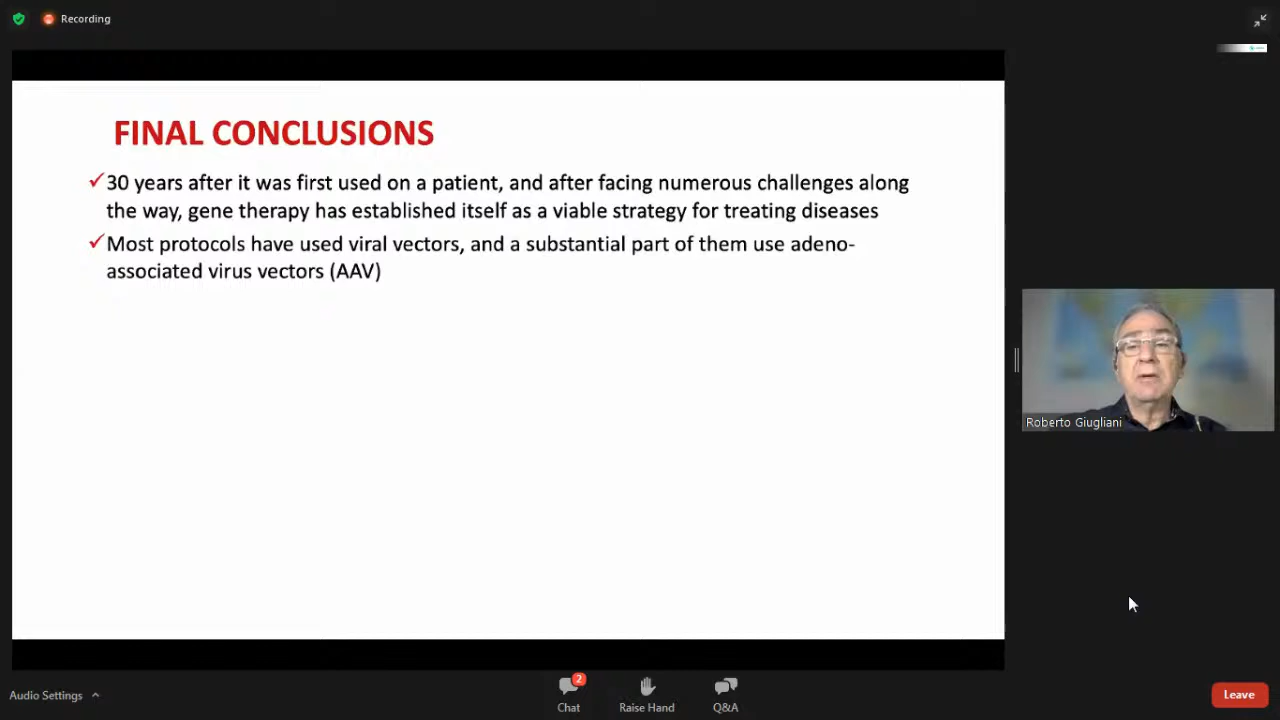 Recording
FINAL CONCLUSIONS
✓30 years after it was first used on a patient, and after facing numerous challenges along
the way, gene therapy has established itself as a viable strategy for treating diseases
✓Most protocols have used viral vectors, and a substantial part of them use adeno-
associated virus vectors (AAV)
Roberto Giugliani
Audio Settings
2
Chat
Raise Hand
Q&A
Leave